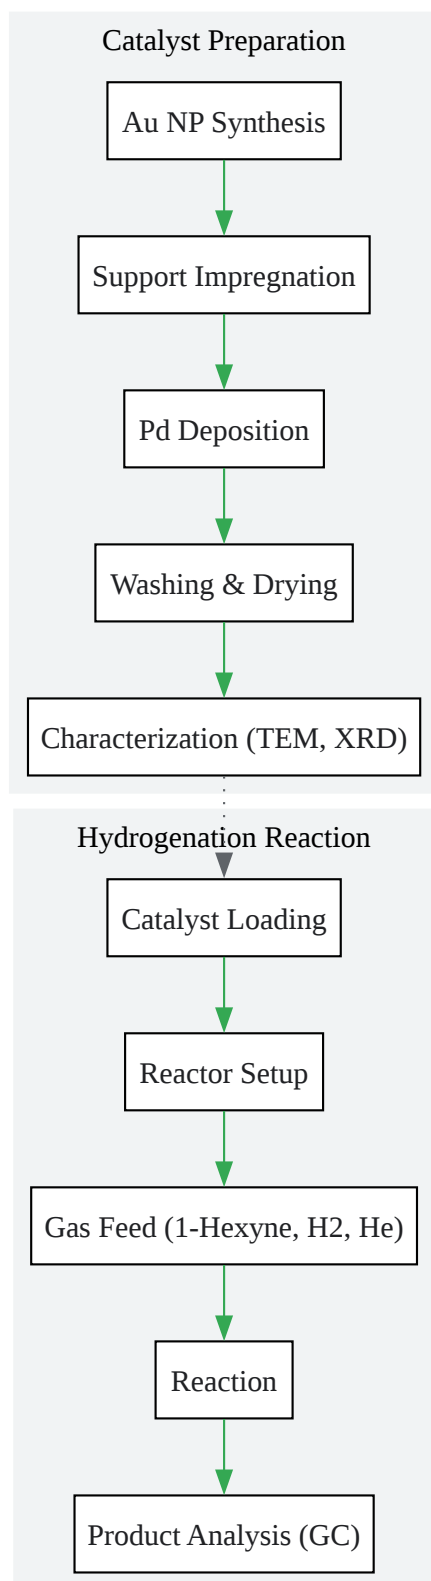 Catalyst Preparation
Au NP Synthesis
Support Impregnation
Pd Deposition
Washing & Drying
Characterization (TEM, XRD)
Hydrogenation Reaction
Catalyst Loading
Reactor Setup
Gas Feed (1-Hexyne, H2, He)
Reaction
Product Analysis (GC)